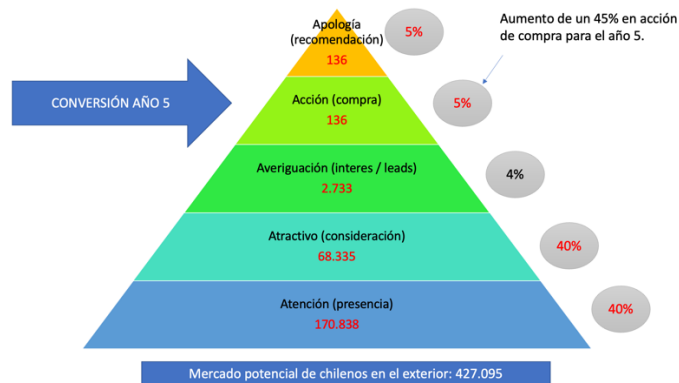 Apología
(recomendación)
136
5%
Aumento de un 45% en acción
de compra para el año 5.
CONVERSIÓN AÑO 5
Acción (compra)
136
5%
Averiguación (interes / leads)
2.733
4%
Atractivo (consideración)
68.335
40%
Atención (presencia)
170.838
40%
Mercado potencial de chilenos en el exterior: 427.095